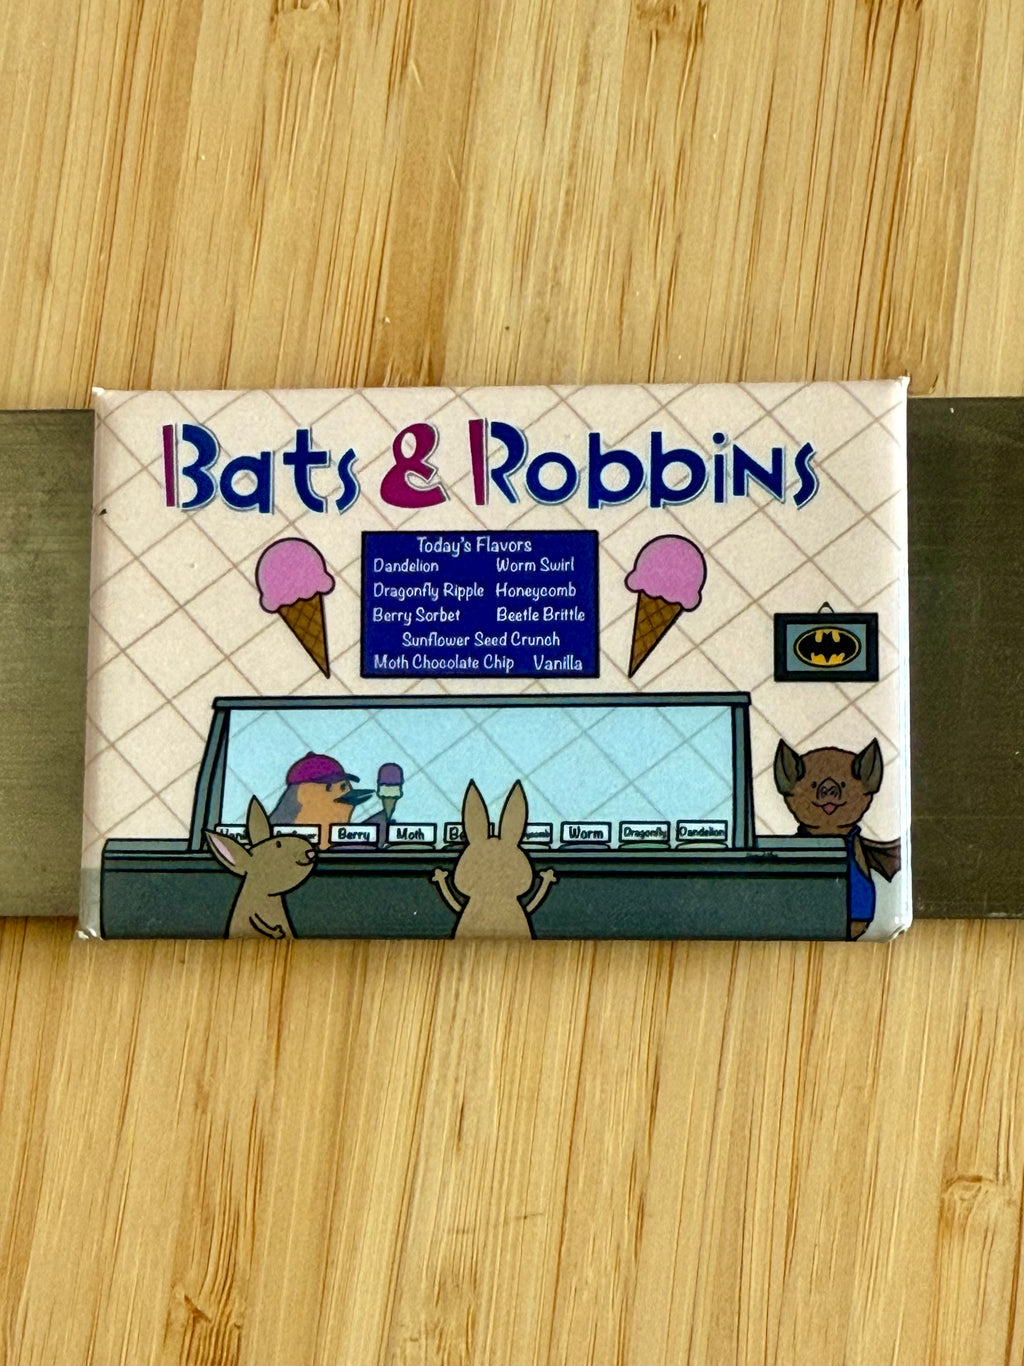 Bats & Robbins
Today's Flavors
Dandelion Worm Swirl
Dragonfly Ripple Honeycomb
Berry Sorbet Beetle Brittle
Sunflower Seed Crunch
Moth Chocolate Chip Vanilla
Berry Moth Worm Dragonfly Dandelion